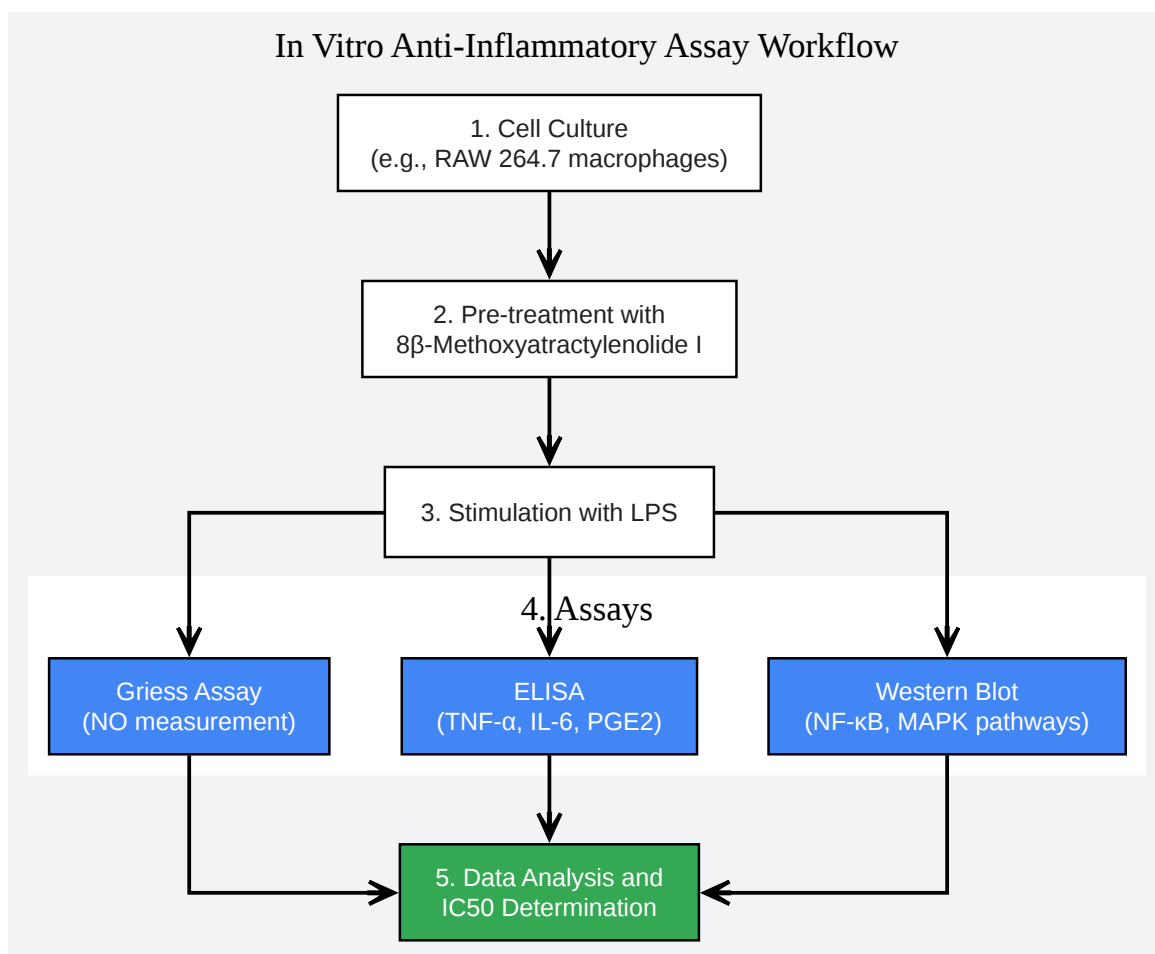 In Vitro Anti-Inflammatory Assay Workflow
1. Cell Culture
(e.g., RAW 264.7 macrophages)
2. Pre-treatment with
8β-Methoxyatractylenolide I
3. Stimulation with LPS
4. Assays
Griess Assay
(NO measurement)
ELISA
(TNF-α, IL-6, PGE2)
Western Blot
(NF-κB, MAPK pathways)
5. Data Analysis and
IC50 Determination